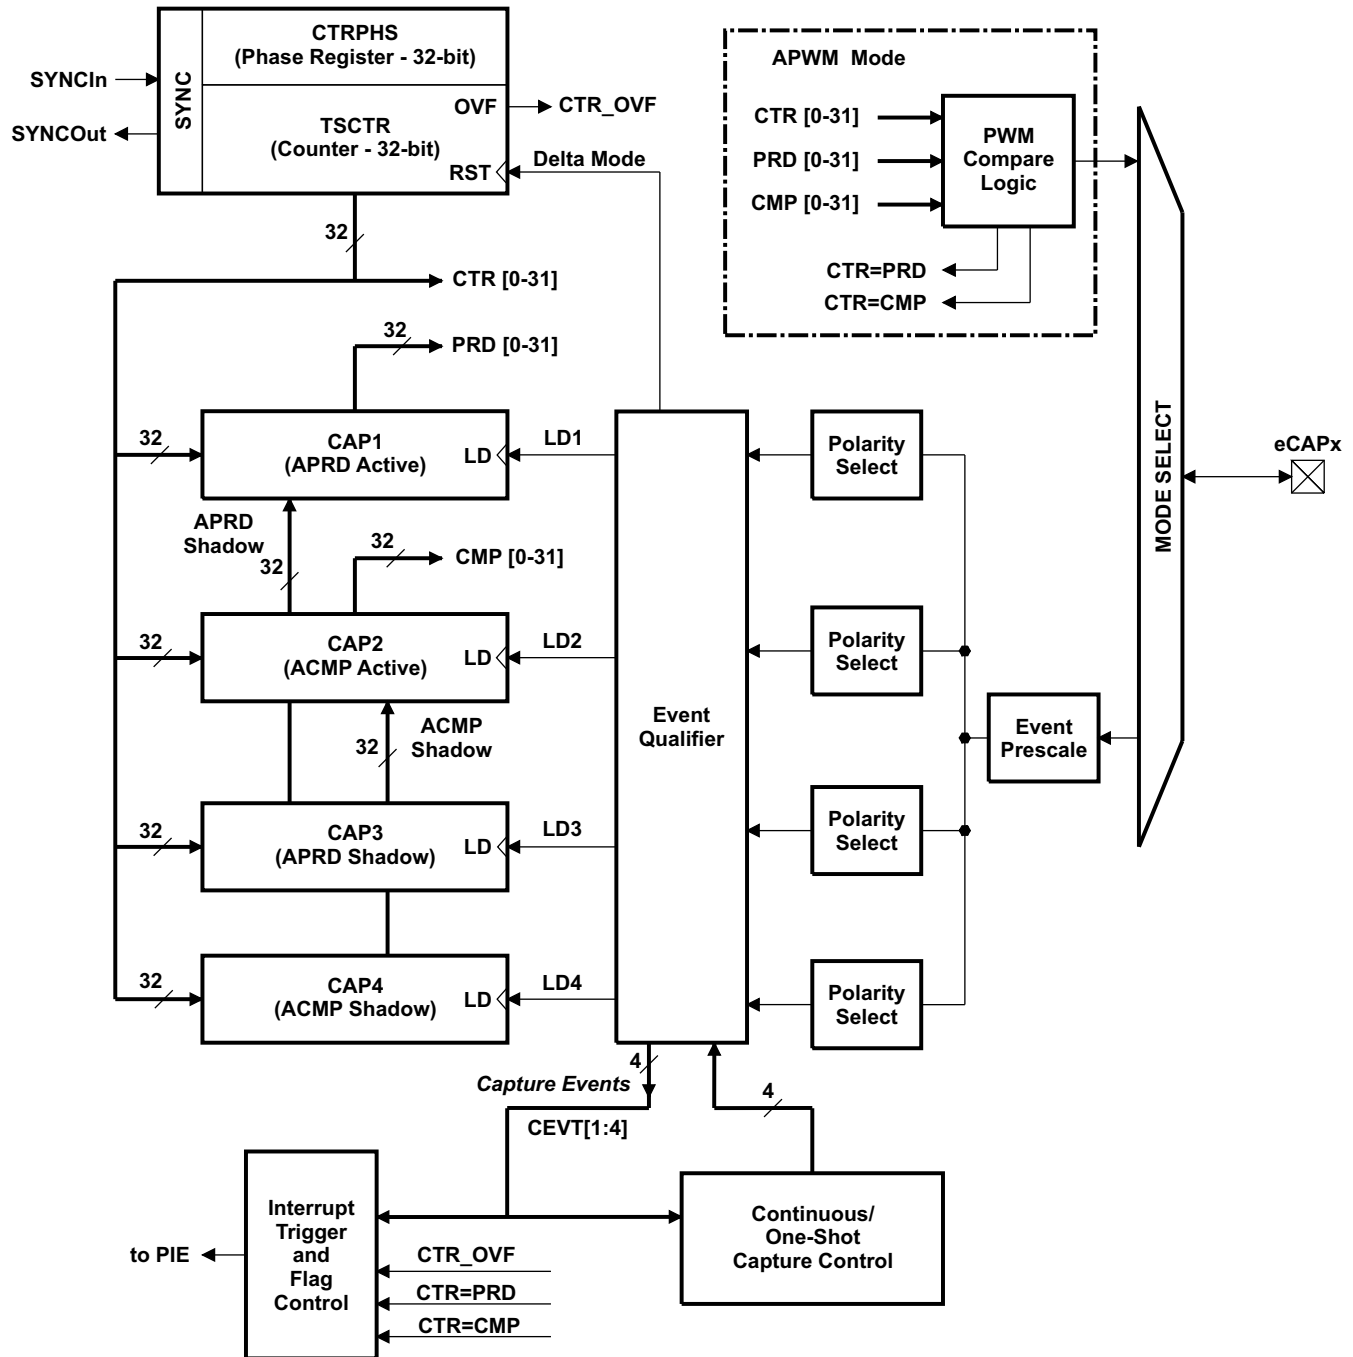 CTRPHS
(Phase Register - 32-bit)
SYNC
SYNCIn
SYNCOut
OVF
CTR_OVF
TSCTR
(Counter - 32-bit)
RST
Delta Mode
APWM Mode
CTR [0-31]
PRD [0-31]
CMP [0-31]
PWM
Compare
Logic
CTR=PRD
CTR=CMP
32
CTR [0-31]
32
PRD [0-31]
32
CAP1
(APRD Active)
LD
LD1
Polarity
Select
MODE SELECT
eCAPx
APRD
Shadow
32
32
CMP [0-31]
32
CAP2
(ACMP Active)
LD
LD2
Polarity
Select
Event
Qualifier
Event
Prescale
32
ACMP
Shadow
32
CAP3
(APRD Shadow)
LD
LD3
Polarity
Select
32
CAP4
(ACMP Shadow)
LD
LD4
Polarity
Select
4
Capture Events
CEVT[1:4]
4
Interrupt
Trigger
and
Flag
Control
to PIE
CTR_OVF
CTR=PRD
CTR=CMP
Continuous/
One-Shot
Capture Control